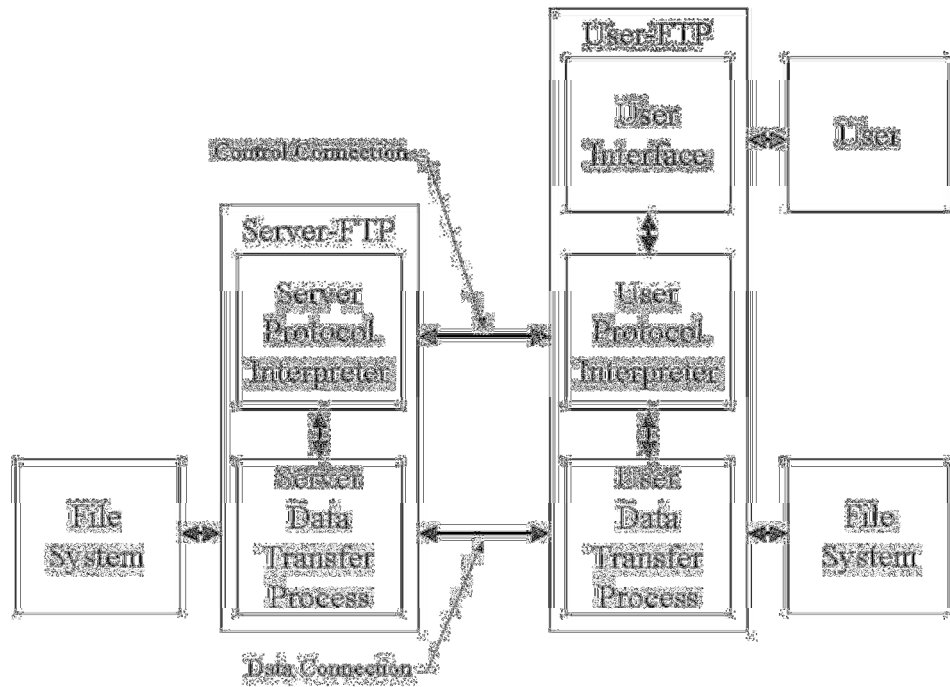 User-FTP
User
Interface
User
Control Connection
Server-FTP
Server
Protocol
Interpreter
User
Protocol
Interpreter
File
System
Server
Data
Transfer
Process
User
Data
Transfer
Process
File
System
Data Connection